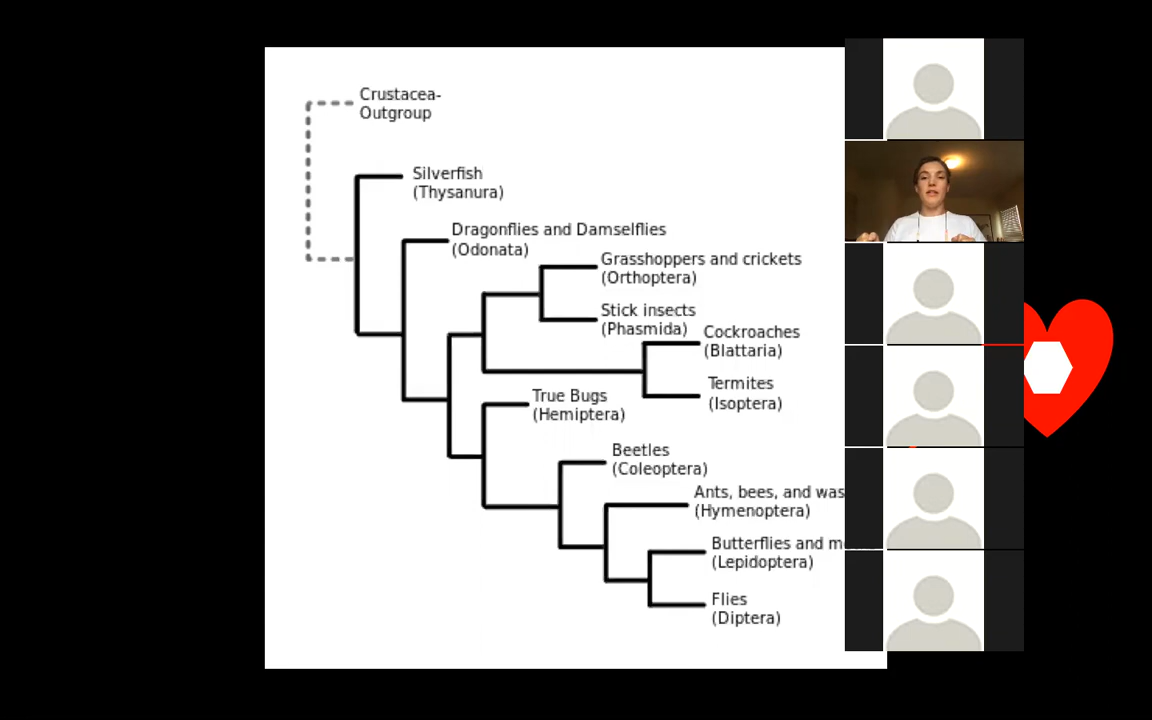 Crustacea-
Outgroup
Silverfish
(Thysanura)
Dragonflies and Damselflies
(Odonata)
Grasshoppers and crickets
(Orthoptera)
Stick insects
(Phasmida)
Cockroaches
(Blattaria)
Termites
(Isoptera)
True Bugs
(Hemiptera)
Beetles
(Coleoptera)
Ants, bees, and
(Hymenoptera)
Butterflies and
(Lepidoptera)
Flies
(Diptera)